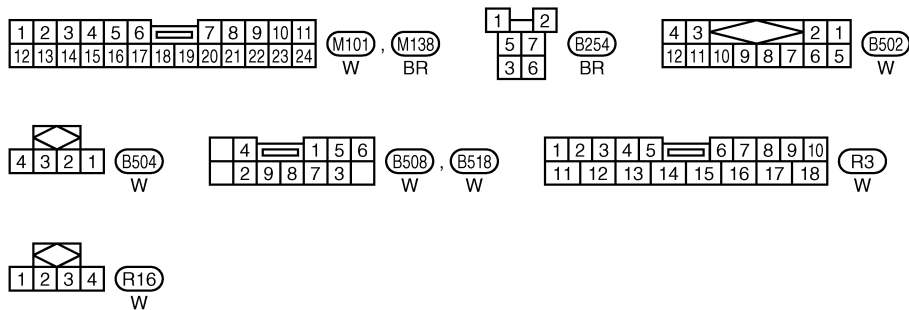 1 2 3 4 5 6 7 8 9 10 11
12 13 14 15 16 17 18 19 20 21 22 23 24
M101 , M138
W BR
1 2
5 7
3 6
B254
BR
4 3 2 1
12 11 10 9 8 7 6 5
B502
W
4 3 2 1
B504
W
4 1 5 6
2 9 8 7 3
B508 , B518
W W
1 2 3 4 5 6 7 8 9 10
11 12 13 14 15 16 17 18
R3
W
1 2 3 4
R16
W